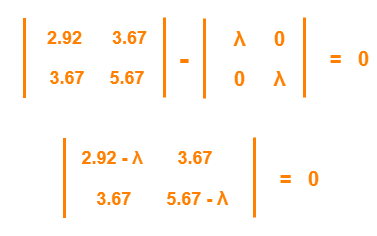 2.92 3.67 λ 0
- = 0
3.67 5.67 0 λ
2.92 - λ 3.67
= 0
3.67 5.67 - λ